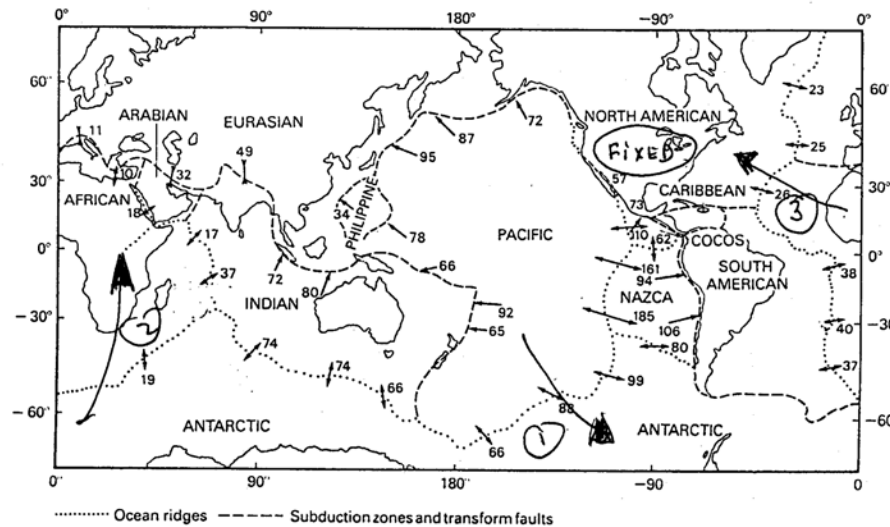 0° 90° 180° −90° 0°
60° 60°
23
NORTH AMERICAN
ARABIAN
EURASIAN
11
72
87
FIXED
49
95
25
10
32
57
30° 30°
CARIBBEAN
AFRICAN
26
18
34
PHILIPPINE
73
3
17
78
110
62
COCOS
PACIFIC
0° 0°
72
66
161
38
94
SOUTH
AMERICAN
37
80
INDIAN
NAZCA
92
185
−30° −30°
2
65
106
40
74
80
74
19
37
99
66
88
−60° −60°
ANTARCTIC
1
ANTARCTIC
66
0° 90° 180° −90° 0°
Ocean ridges Subduction zones and transform faults